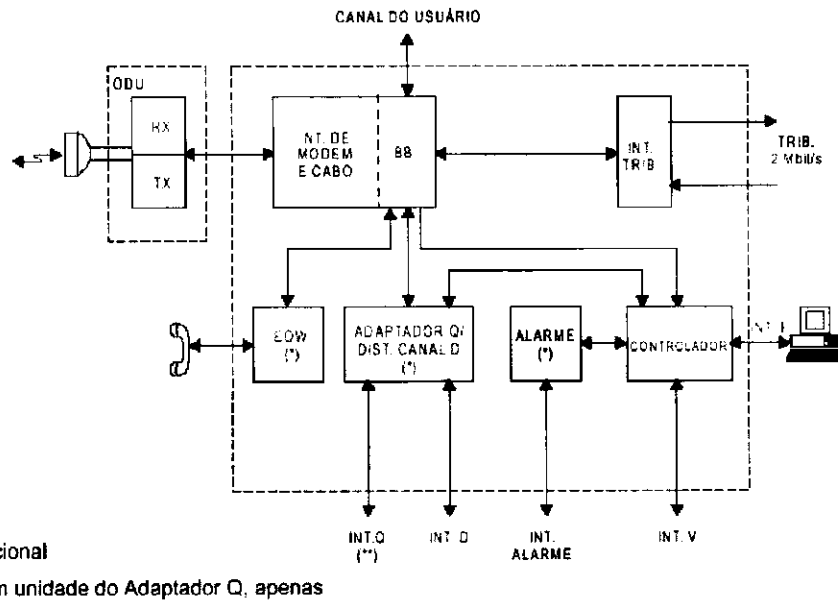 CANAL DO USUÁRIO
ODU
RX
TX
INT. DE
MODEM
E CABO
BB
INT.
TRIB
TRIB.
2 Mbit/s
EOW
(*)
ADAPTADOR Q/
DIST. CANAL D
(*)
ALARME
(*)
CONTROLADOR
INT. F
INT.Q
(**)
INT. D
INT.
ALARME
INT. V
cional
m unidade do Adaptador Q, apenas